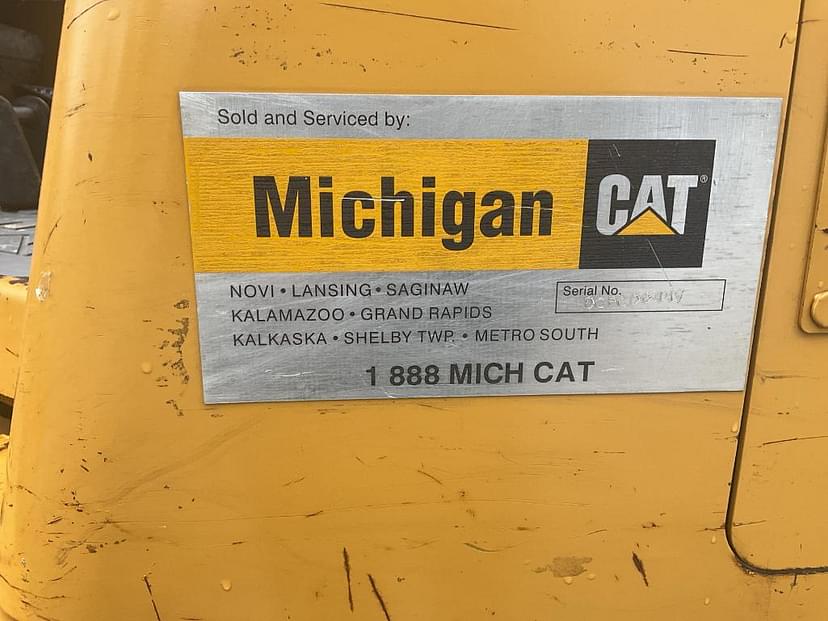 Sold and Serviced by:
Michigan CAT®
NOVI • LANSING • SAGINAW
KALAMAZOO • GRAND RAPIDS
KALKASKA • SHELBY TWP. • METRO SOUTH
Serial No.
1 888 MICH CAT